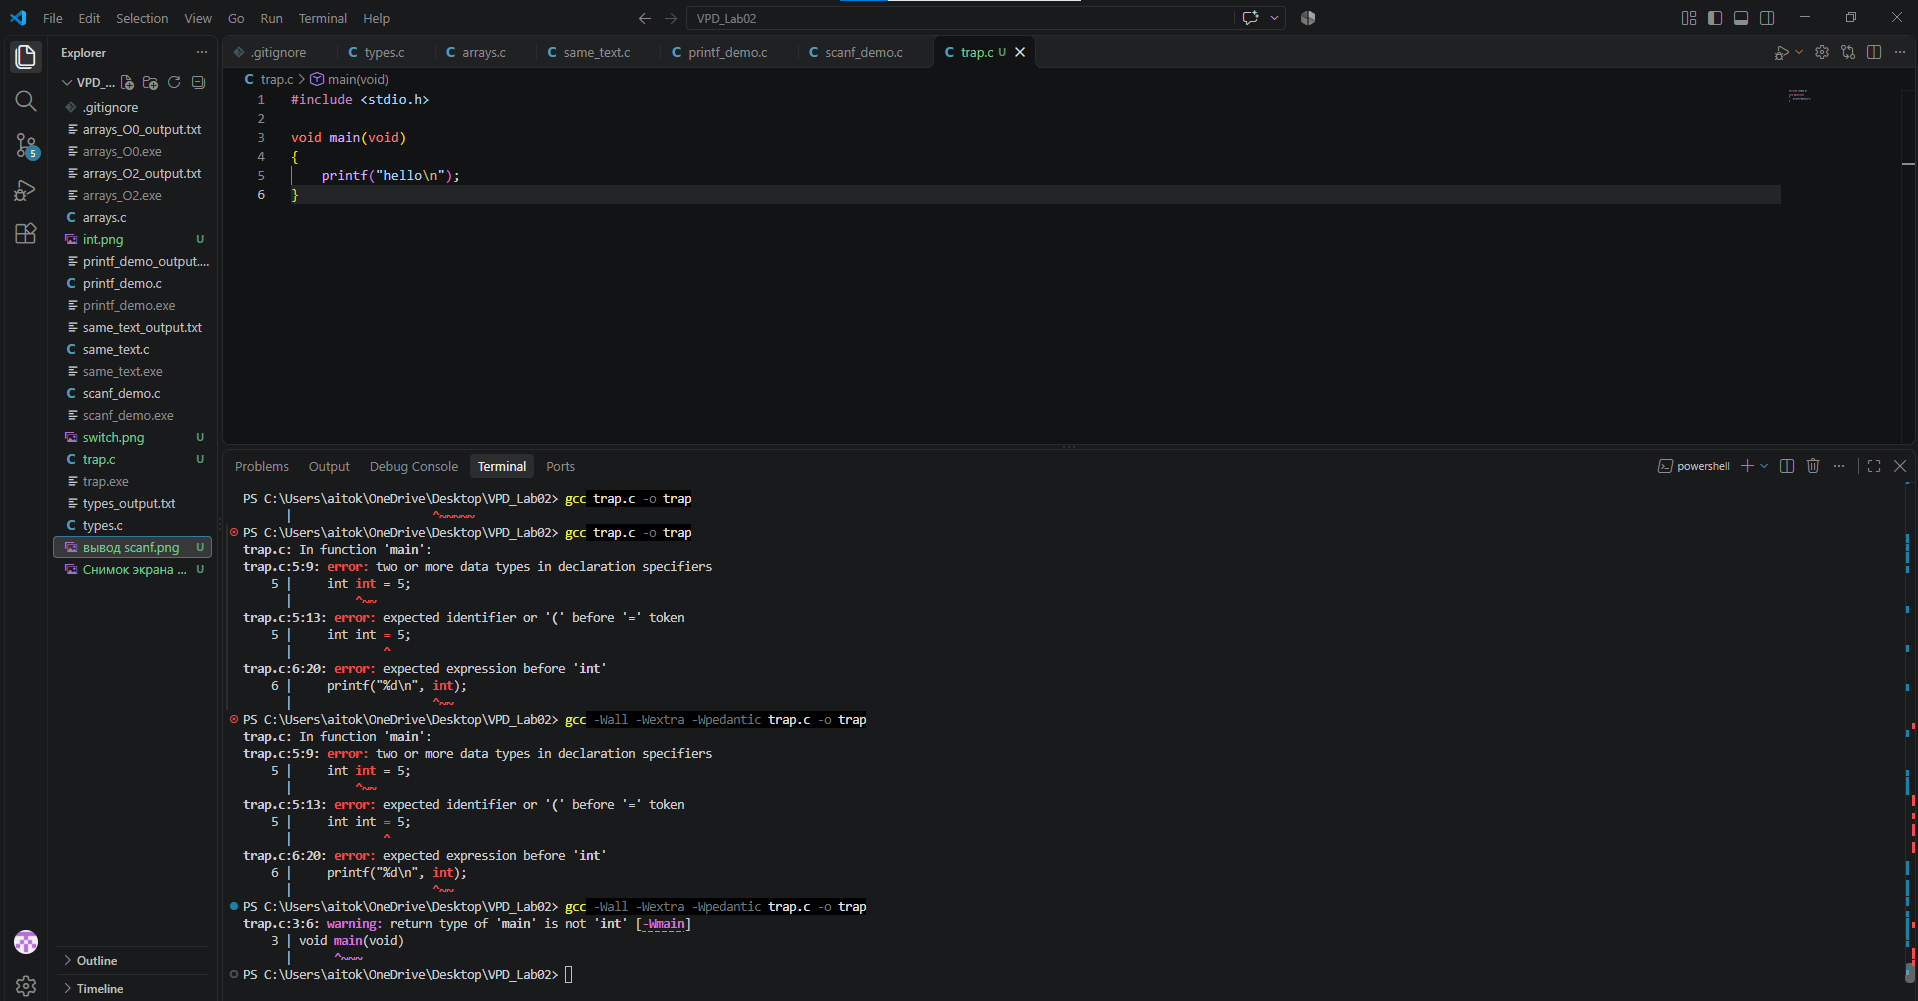 File Edit Selection View Go Run Terminal Help
VPD_Lab02
Explorer
VPD_...
.gitignore
arrays_O0_output.txt
arrays_O0.exe
arrays_O2_output.txt
arrays_O2.exe
arrays.c
int.png U
printf_demo_output....
printf_demo.c
printf_demo.exe
same_text_output.txt
same_text.c
same_text.exe
scanf_demo.c
scanf_demo.exe
switch.png U
trap.c U
trap.exe
types_output.txt
types.c
вывод scanf.png U
Снимок экрана ... U
Outline
Timeline
5
.gitignore types.c arrays.c same_text.c printf_demo.c scanf_demo.c trap.c U
trap.c > main(void)
1 #include <stdio.h>
2
3 void main(void)
4 {
5 printf("hello\n");
6 }
Problems Output Debug Console Terminal Ports
powershell
PS C:\Users\aitok\OneDrive\Desktop\VPD_Lab02> gcc trap.c -o trap
| ^~~~~~
PS C:\Users\aitok\OneDrive\Desktop\VPD_Lab02> gcc trap.c -o trap
trap.c: In function 'main':
trap.c:5:9: error: two or more data types in declaration specifiers
5 | int int = 5;
| ^~~
trap.c:5:13: error: expected identifier or '(' before '=' token
5 | int int = 5;
| ^
trap.c:6:20: error: expected expression before 'int'
6 | printf("%d\n", int);
| ^~~
PS C:\Users\aitok\OneDrive\Desktop\VPD_Lab02> gcc -Wall -Wextra -Wpedantic trap.c -o trap
trap.c: In function 'main':
trap.c:5:9: error: two or more data types in declaration specifiers
5 | int int = 5;
| ^~~
trap.c:5:13: error: expected identifier or '(' before '=' token
5 | int int = 5;
| ^
trap.c:6:20: error: expected expression before 'int'
6 | printf("%d\n", int);
| ^~~
PS C:\Users\aitok\OneDrive\Desktop\VPD_Lab02> gcc -Wall -Wextra -Wpedantic trap.c -o trap
trap.c:3:6: warning: return type of 'main' is not 'int' [-Wmain]
3 | void main(void)
| ^~~~
PS C:\Users\aitok\OneDrive\Desktop\VPD_Lab02>